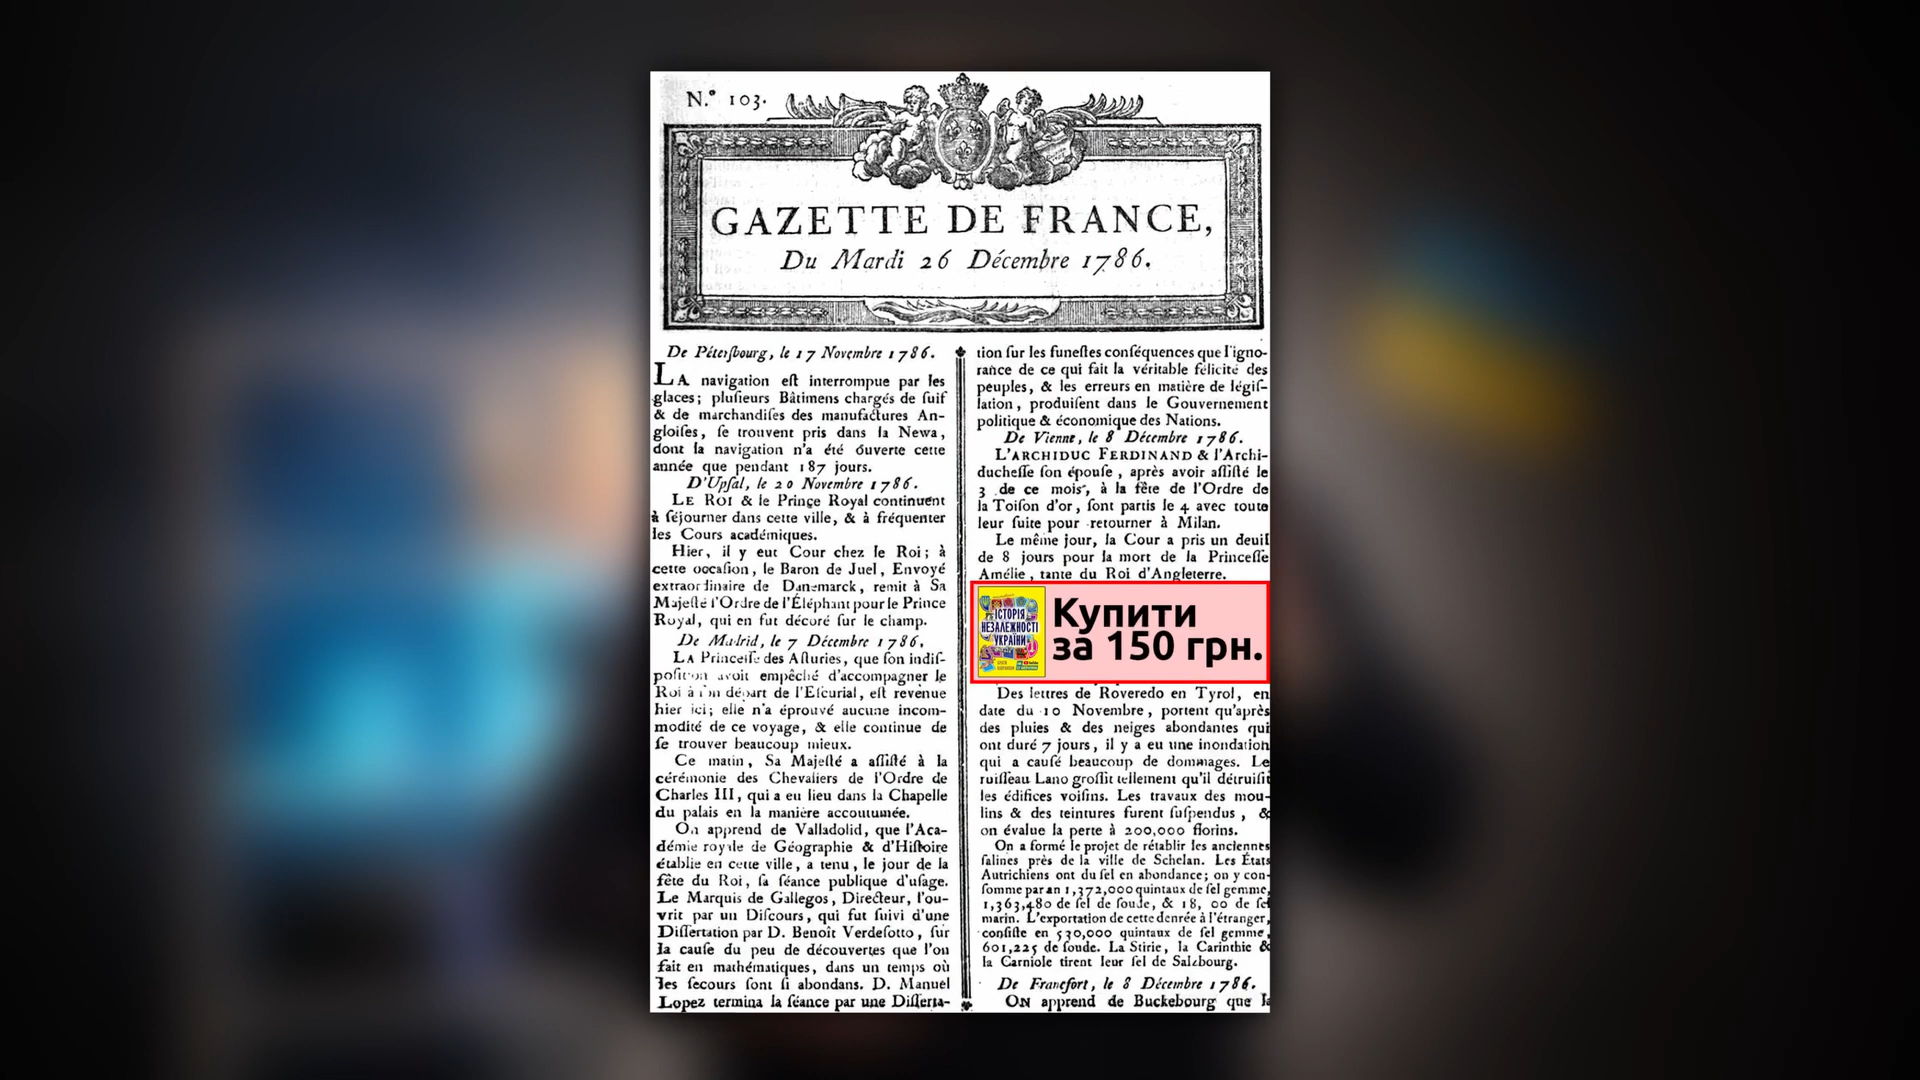 N.º 103.
GAZETTE DE FRANCE,
Du Mardi 26 Décembre 1786.
De Péterſbourg, le 17 Novembre 1786.
LA navigation eſt interrompue par les
glaces; pluſieurs Bâtimens chargés de ſuif
& de marchandiſes des manufactures An-
gloiſes, ſe trouvent pris dans la Newa,
dont la navigation n'a été ouverte cette
année que pendant 187 jours.
D'Upſal, le 20 Novembre 1786.
LE ROI & le Prince Royal continuent
à ſéjourner dans cette ville, & à fréquenter
les Cours académiques.
Hier, il y eut Cour chez le Roi; à
cette occaſion, le Baron de Juel, Envoyé
extraordinaire de Danemarck, remit à Sa
Majeſté l'Ordre de l'Éléphant pour le Prince
Royal, qui en fut décoré ſur le champ.
De Madrid, le 7 Décembre 1786.
LA Princeſſe des Aſturies, que ſon indiſ-
poſition avoit empêché d'accompagner le
Roi à ſon départ de l'Eſcurial, eſt revenue
hier ici; elle n'a éprouvé aucune incom-
modité de ce voyage, & elle continue de
ſe trouver beaucoup mieux.
Ce matin, Sa Majeſté a aſſiſté à la
cérémonie des Chevaliers de l'Ordre de
Charles III, qui a eu lieu dans la Chapelle
du palais en la manière accoutumée.
On apprend de Valladolid, que l'Aca-
démie royale de Géographie & d'Hiſtoire
établie en cette ville, a tenu, le jour de la
fête du Roi, ſa ſéance publique d'uſage.
Le Marquis de Gallegos, Directeur, l'ou-
vrit par un Diſcours, qui fut ſuivi d'une
Diſſertation par D. Benoît Verdeſotto, ſur
la cauſe du peu de découvertes que l'on
fait en mathématiques, dans un temps où
les ſecours ſont ſi abondans. D. Manuel
Lopez termina la ſéance par une Diſſerta-
tion ſur les funeſtes conſéquences que l'igno-
rance de ce qui fait la véritable félicité des
peuples, & les erreurs en matière de légiſ-
lation, produiſent dans le Gouvernement
politique & économique des Nations.
De Vienne, le 8 Décembre 1786.
L'ARCHIDUC FERDINAND & l'Archi-
ducheſſe ſon épouſe, après avoir aſſiſté le
3 de ce mois, à la fête de l'Ordre de
la Toiſon d'or, ſont partis le 4 avec toute
leur ſuite pour retourner à Milan.
Le même jour, la Cour a pris un deuil
de 8 jours pour la mort de la Princeſſe
Amélie, tante du Roi d'Angleterre.
ІСТОРІЯ
НЕЗАЛЕЖНОСТІ
УКРАЇНИ
Купити
за 150 грн.
Des lettres de Roveredo en Tyrol, en
date du 10 Novembre, portent qu'après
des pluies & des neiges abondantes qui
ont duré 7 jours, il y a eu une inondation
qui a cauſé beaucoup de dommages. Le
ruiſſeau Lano groſſit tellement qu'il détruiſit
les édifices voiſins. Les travaux des mou-
lins & des teintures furent ſuſpendus, &
on évalue la perte à 200,000 florins.
On a formé le projet de rétablir les anciennes
ſalines près de la ville de Schelan. Les États
Autrichiens ont du ſel en abondance; on y con-
ſomme par an 1,372,000 quintaux de ſel gemme,
1,363,480 de ſel de ſoude, & 18, 00 de ſel
marin. L'exportation de cette denrée à l'étranger,
conſiſte en 530,000 quintaux de ſel gemme,
601,225 de ſoude. La Stirie, la Carinthie &
la Carniole tirent leur ſel de Salzbourg.
De Francfort, le 8 Décembre 1786.
ON apprend de Buckebourg que la